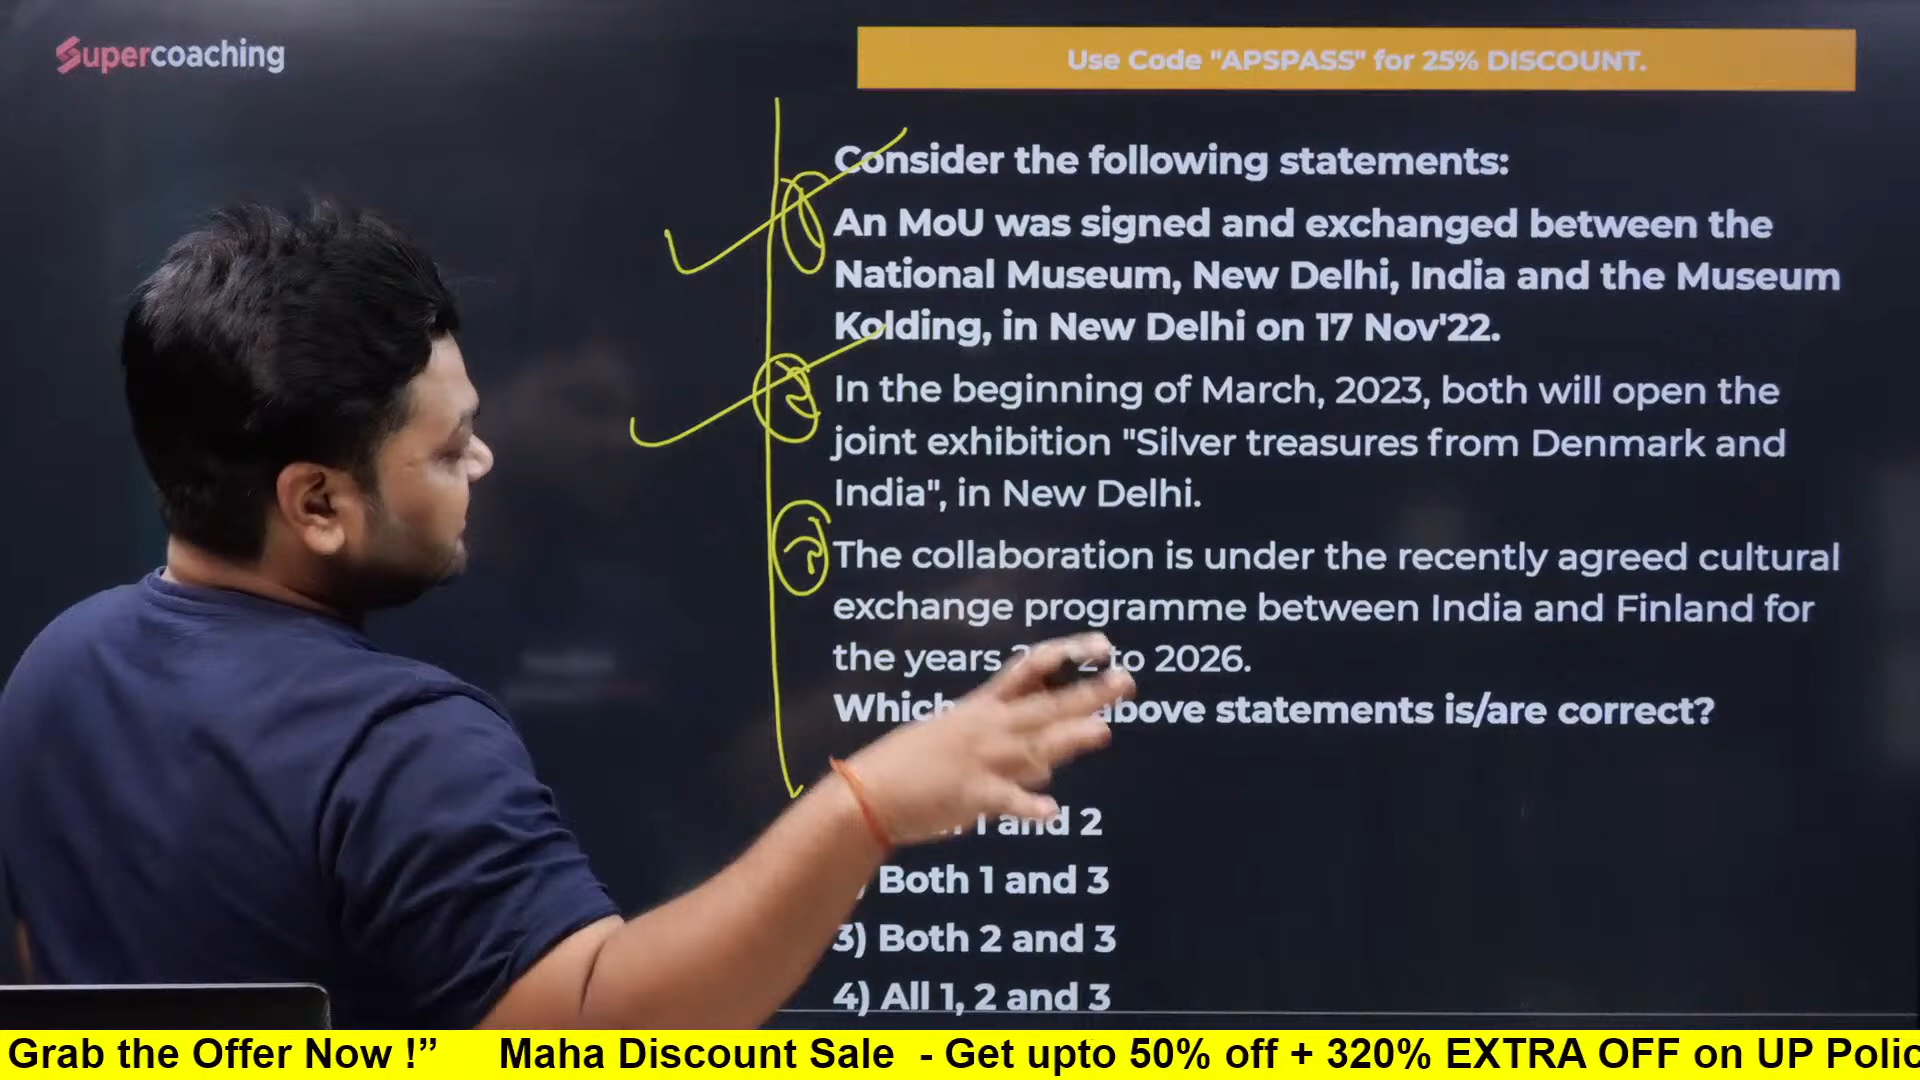 Supercoaching
Use Code "APSPASS" for 25% DISCOUNT.
Consider the following statements:
1 An MoU was signed and exchanged between the
National Museum, New Delhi, India and the Museum
Kolding, in New Delhi on 17 Nov'22.
2 In the beginning of March, 2023, both will open the
joint exhibition "Silver treasures from Denmark and
India", in New Delhi.
3 The collaboration is under the recently agreed cultural
exchange programme between India and Finland for
the years to 2026.
Which above statements is/are correct?
1 and 2
) Both 1 and 3
3) Both 2 and 3
4) All 1, 2 and 3
Grab the Offer Now !” Maha Discount Sale - Get upto 50% off + 320% EXTRA OFF on UP Polic